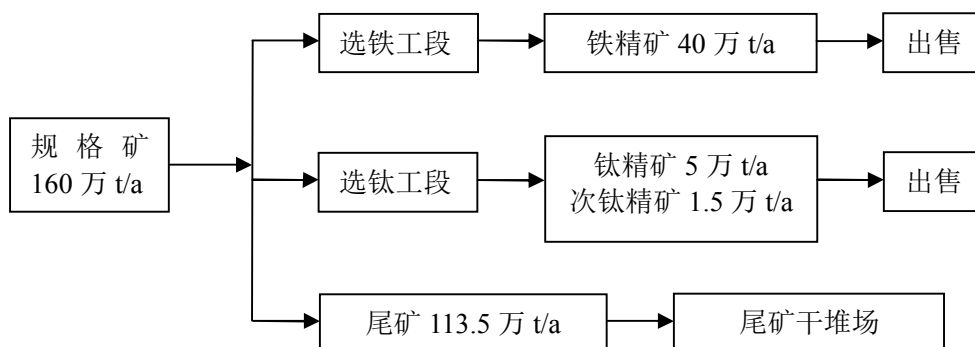 选铁工段
铁精矿 40 万 t/a
出售
规 格 矿
160 万 t/a
选钛工段
钛精矿 5 万 t/a
次钛精矿 1.5 万 t/a
出售
尾矿 113.5 万 t/a
尾矿干堆场